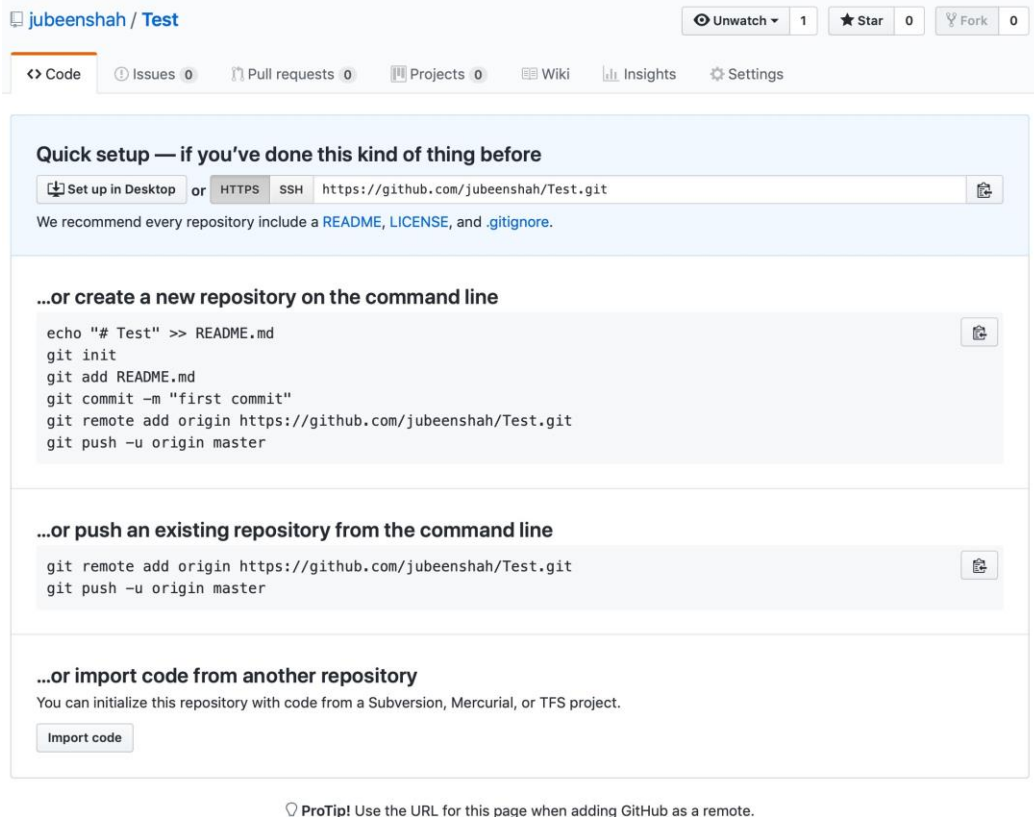 jubeenshah / Test
Unwatch 1 Star 0 Fork 0
Code Issues 0 Pull requests 0 Projects 0 Wiki Insights Settings
Quick setup — if you’ve done this kind of thing before
Set up in Desktop or HTTPS SSH https://github.com/jubeenshah/Test.git
We recommend every repository include a README, LICENSE, and .gitignore.
…or create a new repository on the command line
echo "# Test" >> README.md
git init
git add README.md
git commit -m "first commit"
git remote add origin https://github.com/jubeenshah/Test.git
git push -u origin master
…or push an existing repository from the command line
git remote add origin https://github.com/jubeenshah/Test.git
git push -u origin master
…or import code from another repository
You can initialize this repository with code from a Subversion, Mercurial, or TFS project.
Import code
ProTip! Use the URL for this page when adding GitHub as a remote.